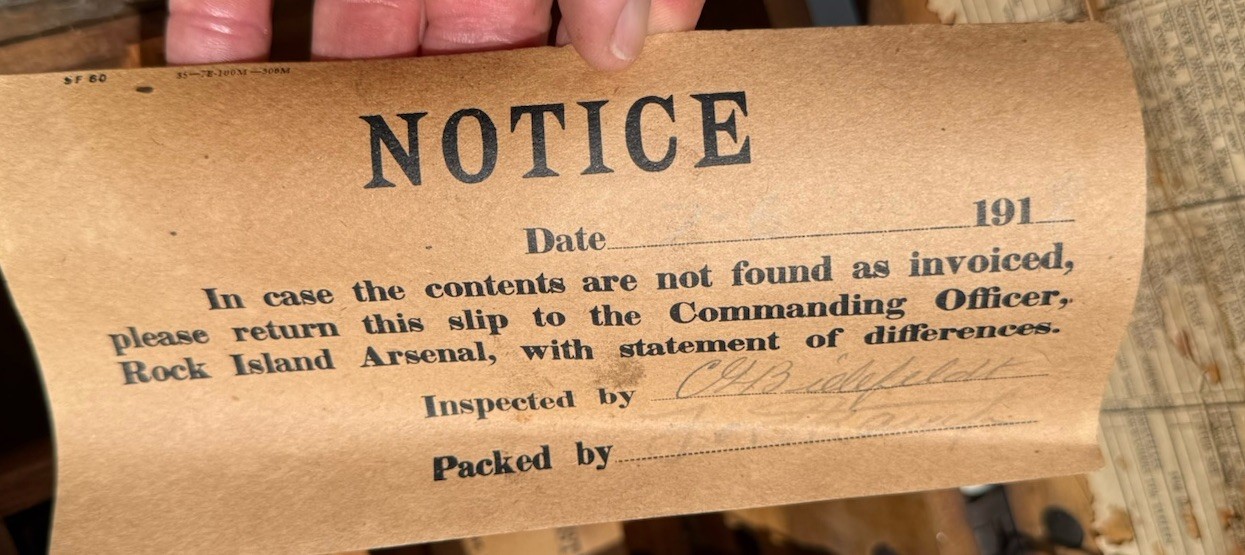 SF 60
NOTICE
Date 191
In case the contents are not found as invoiced,
please return this slip to the Commanding Officer,
Rock Island Arsenal, with statement of differences.
Inspected by
Packed by